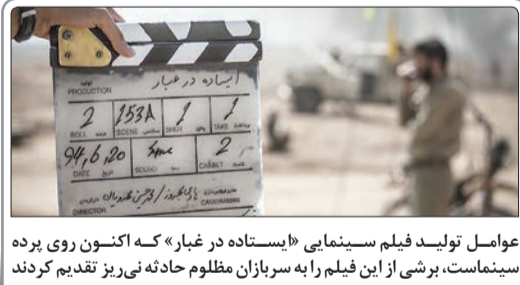 ایستاده در غبار
PRODUCTION
2 153A 1 1
ROLL SCENE SHOT TAKE
94,6,20 Sync 2
DATE SOUND CASSET
DIRECTOR CAMERAMAN
عوامل تولید فیلم سینمایی «ایستاده در غبار» که اکنون روی پرده
سینماست، برشی از این فیلم را به سربازان مظلوم حادثه نی‌ریز تقدیم کردند